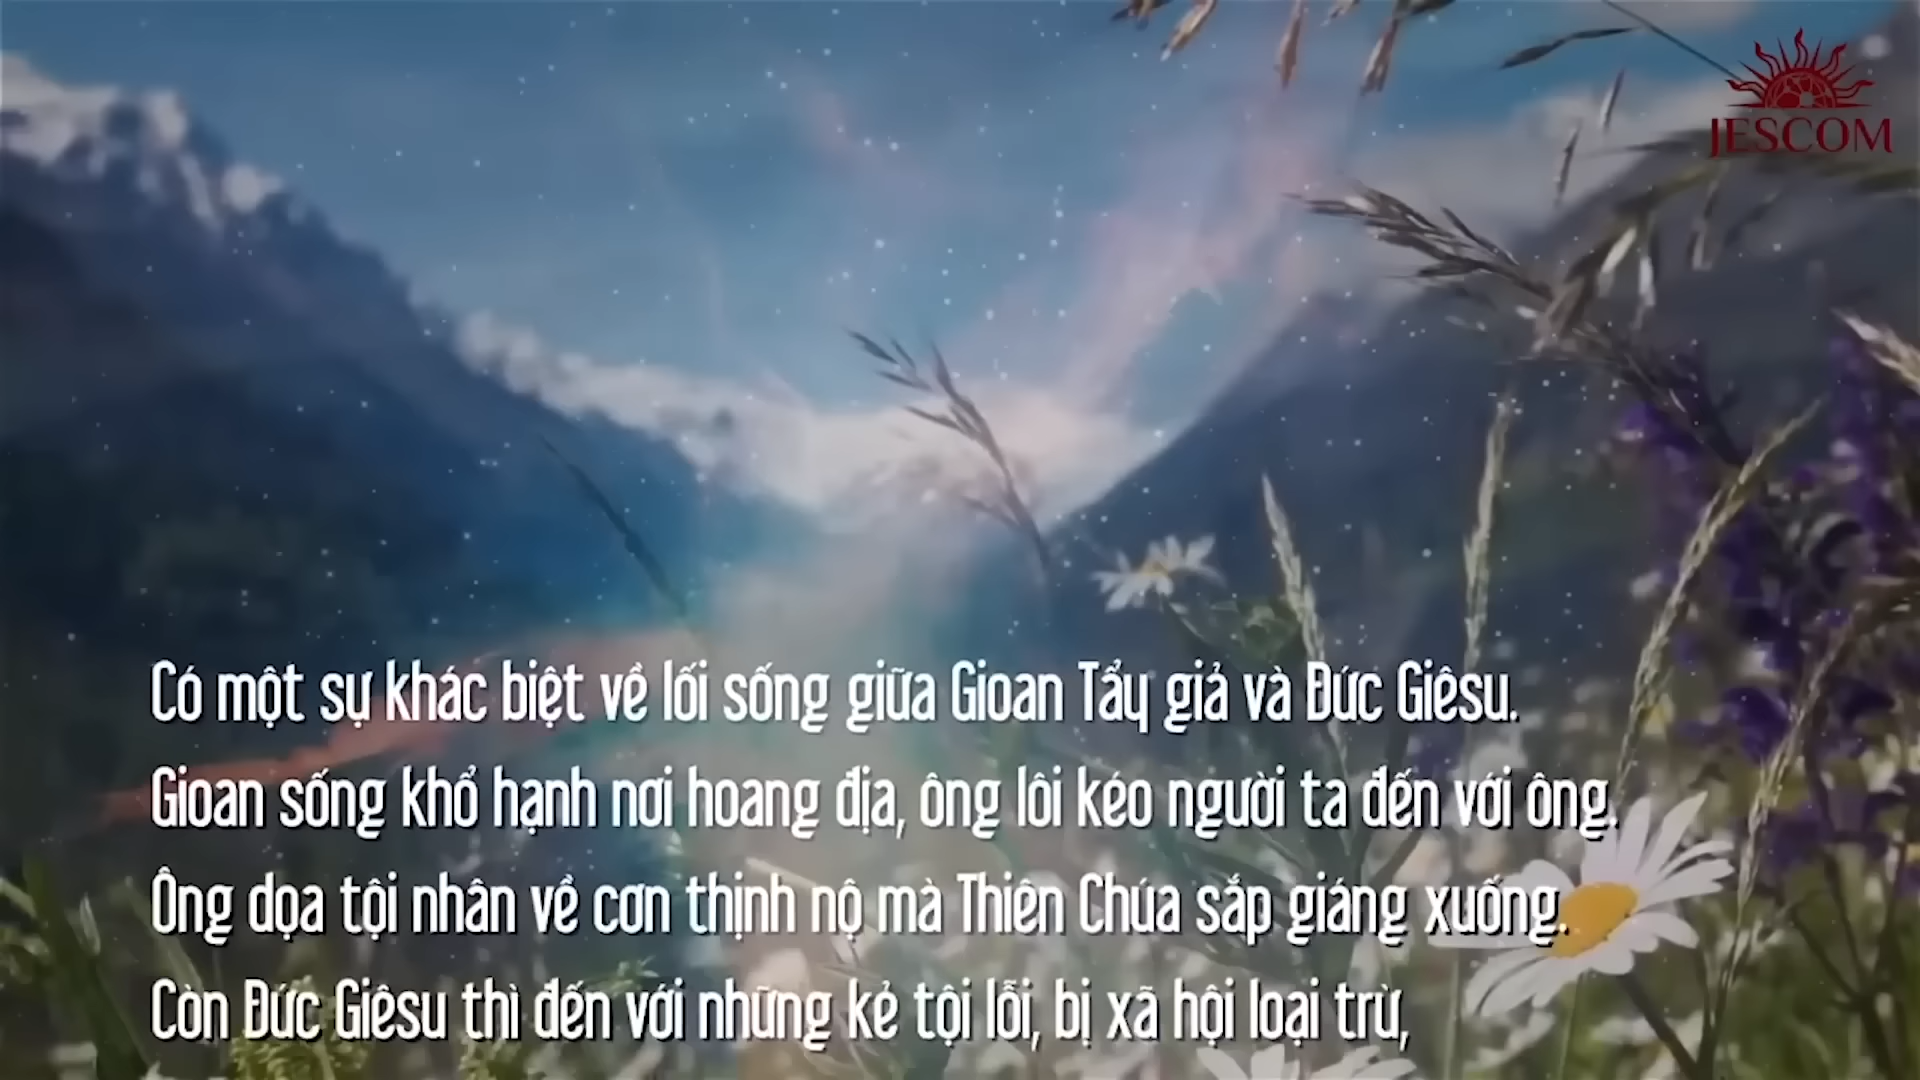 JESCOM
Có một sự khác biệt về lối sống giữa Gioan Tẩy giả và Đức Giêsu.
Gioan sống khổ hạnh nơi hoang địa, ông lôi kéo người ta đến với ông.
Ông dọa tội nhân về cơn thịnh nộ mà Thiên Chúa sắp giáng xuống.
Còn Đức Giêsu thì đến với những kẻ tội lỗi, bị xã hội loại trừ,